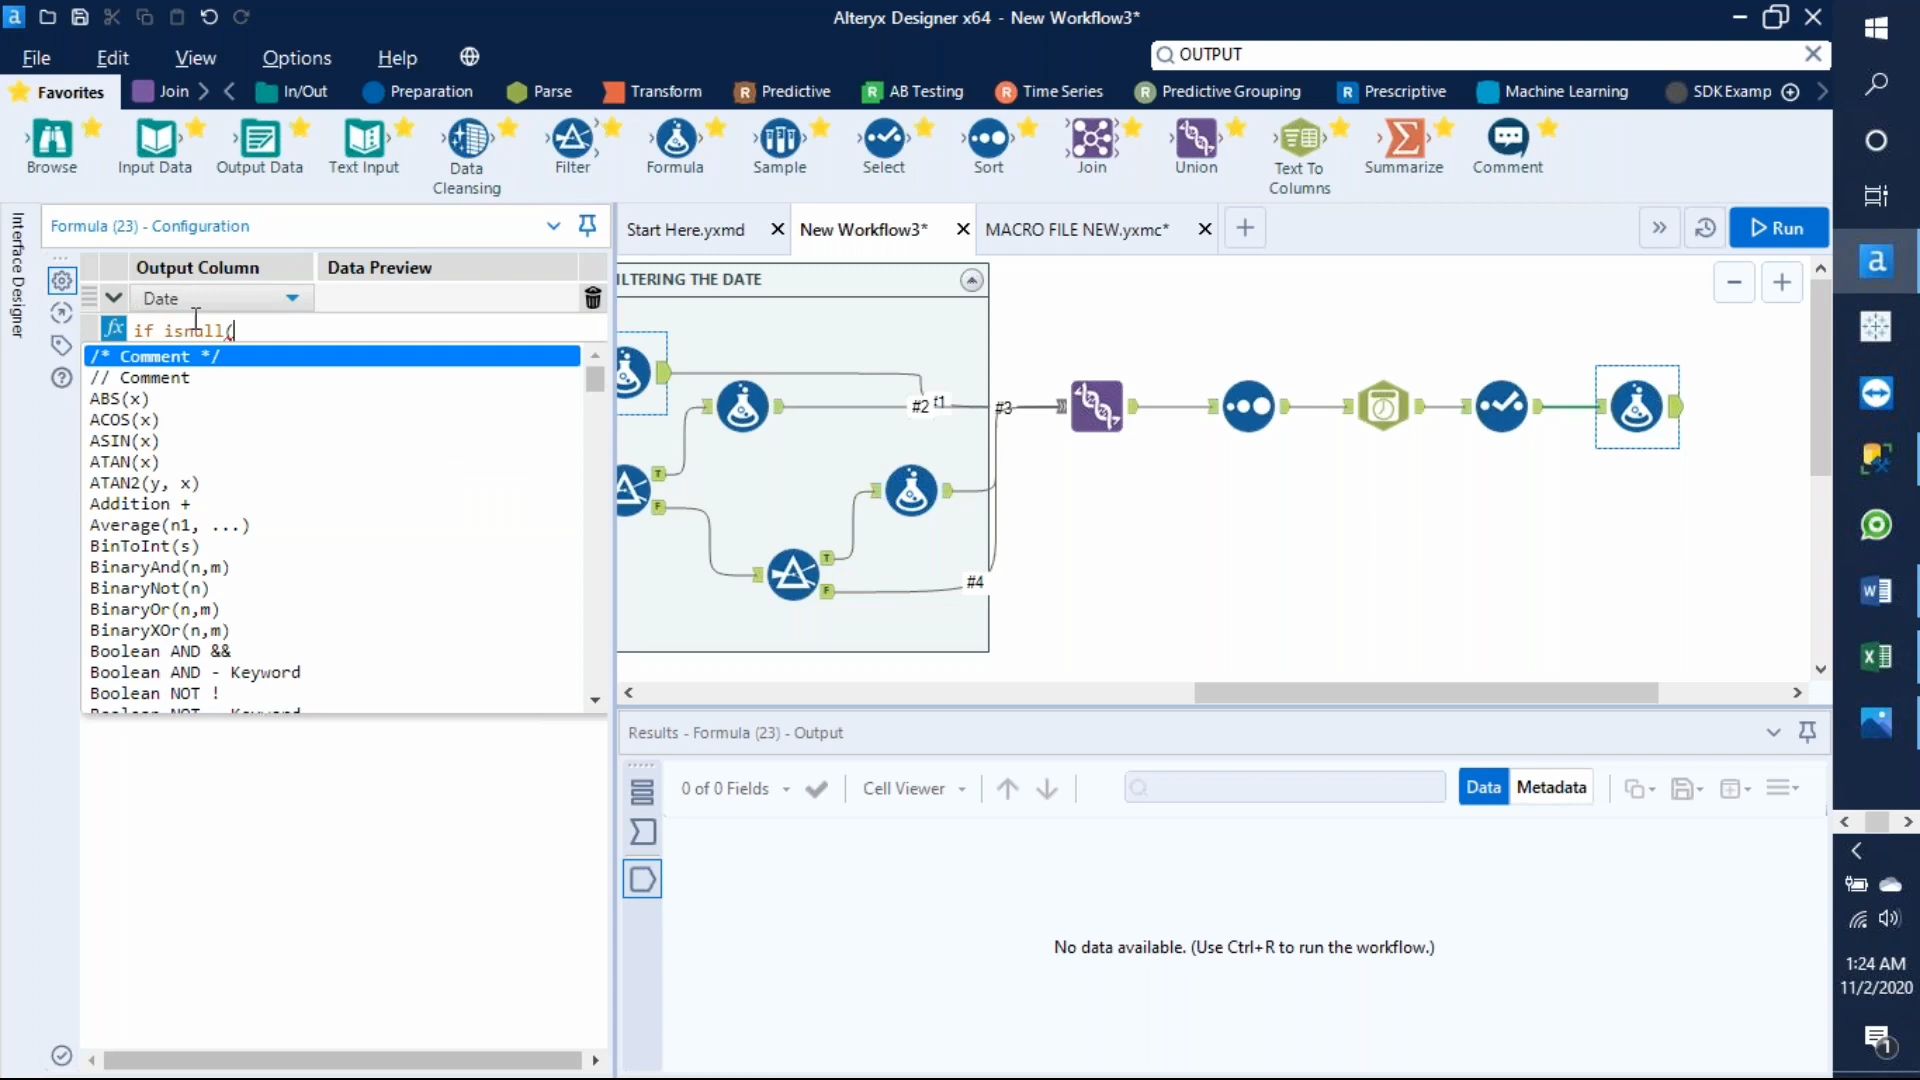 Alteryx Designer x64 - New Workflow3*
File Edit View Options Help
OUTPUT
Favorites Join In/Out Preparation Parse Transform Predictive AB Testing Time Series Predictive Grouping Prescriptive Machine Learning SDK Examp
Browse Input Data Output Data Text Input Data Cleansing Filter Formula Sample Select Sort Join Union Text To Columns Summarize Comment
Interface Designer
Formula (23) - Configuration
Start Here.yxmd New Workflow3* MACRO FILE NEW.yxmc* Run
Output Column Data Preview
Date
fx if isnull(
/* Comment */
// Comment
ABS(x)
ACOS(x)
ASIN(x)
ATAN(x)
ATAN2(y, x)
Addition +
Average(n1, ...)
BinToInt(s)
BinaryAnd(n,m)
BinaryNot(n)
BinaryOr(n,m)
BinaryXOr(n,m)
Boolean AND &&
Boolean AND - Keyword
Boolean NOT !
Boolean NOT - Keyword
ILTERING THE DATE
#2 #1 #3
T
F
T
F
#4
Results - Formula (23) - Output
0 of 0 Fields Cell Viewer Data Metadata
No data available. (Use Ctrl+R to run the workflow.)
1:24 AM
11/2/2020
1